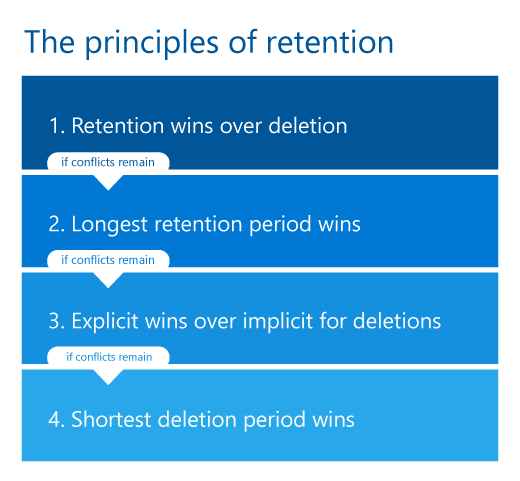 The principles of retention
1. Retention wins over deletion
if conflicts remain
2. Longest retention period wins
if conflicts remain
3. Explicit wins over implicit for deletions
if conflicts remain
4. Shortest deletion period wins